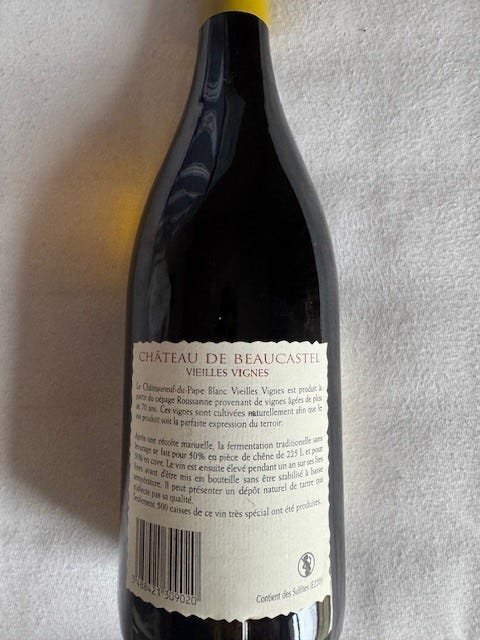 CHÂTEAU DE BEAUCASTEL
VIEILLES VIGNES
Le Châteauneuf-du-Pape Blanc Vieilles Vignes est produit à
partir du cépage Roussanne provenant de vignes âgées de plus
de 70 ans. Ces vignes sont cultivées naturellement afin que le
vin produit soit la parfaite expression du terroir.
Après une récolte manuelle, la fermentation traditionnelle sans
levurage se fait pour 50% en pièce de chêne de 225 L et pour
50% en cuve. Le vin est ensuite élevé pendant un an sur ses lies
fines avant d'être mis en bouteille sans être stabilisé à basse
température. Il peut présenter un dépôt naturel de tartre qui
n'affecte pas sa qualité.
Seulement 500 caisses de ce vin très spécial ont été produites.
488421 309020
Contient des Sulfites